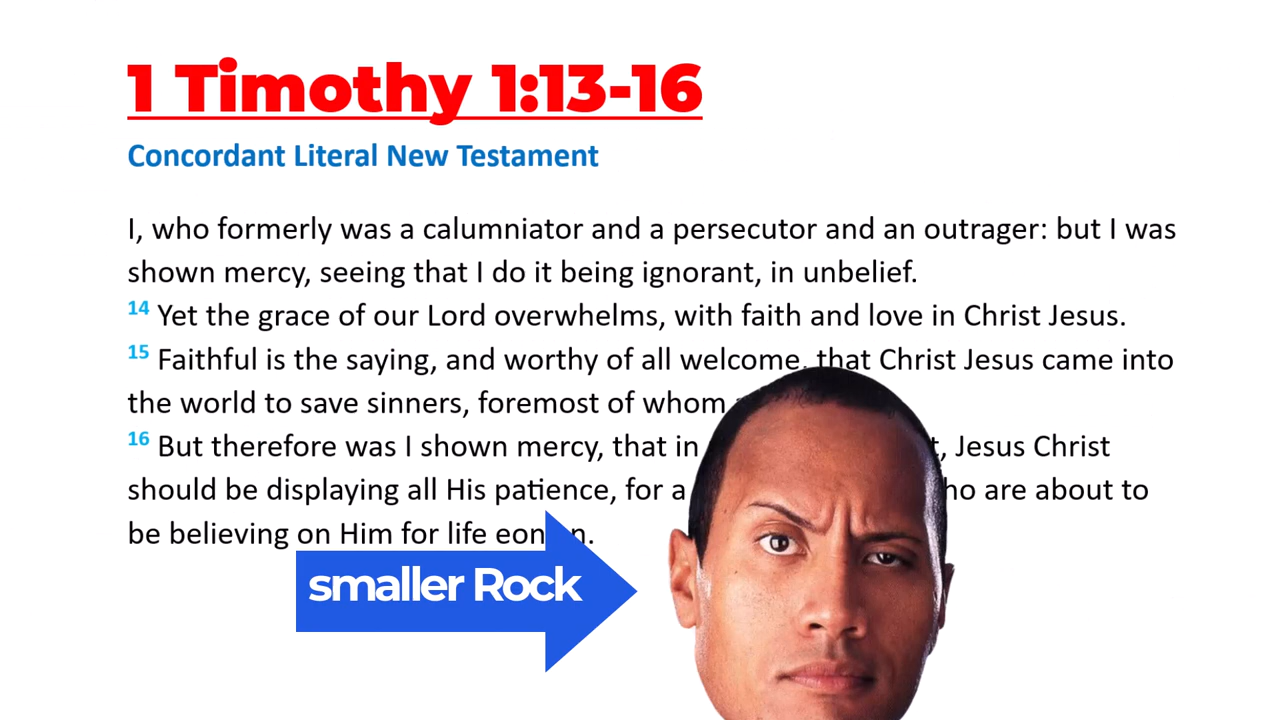 1 Timothy 1:13-16
Concordant Literal New Testament
I, who formerly was a calumniator and a persecutor and an outrager: but I was
shown mercy, seeing that I do it being ignorant, in unbelief.
14 Yet the grace of our Lord overwhelms, with faith and love in Christ Jesus.
15 Faithful is the saying, and worthy of all welcome, that Christ Jesus came into
the world to save sinners, foremost of whom
16 But therefore was I shown mercy, that in Jesus Christ
should be displaying all His patience, for a are about to
be believing on Him for life
smaller Rock